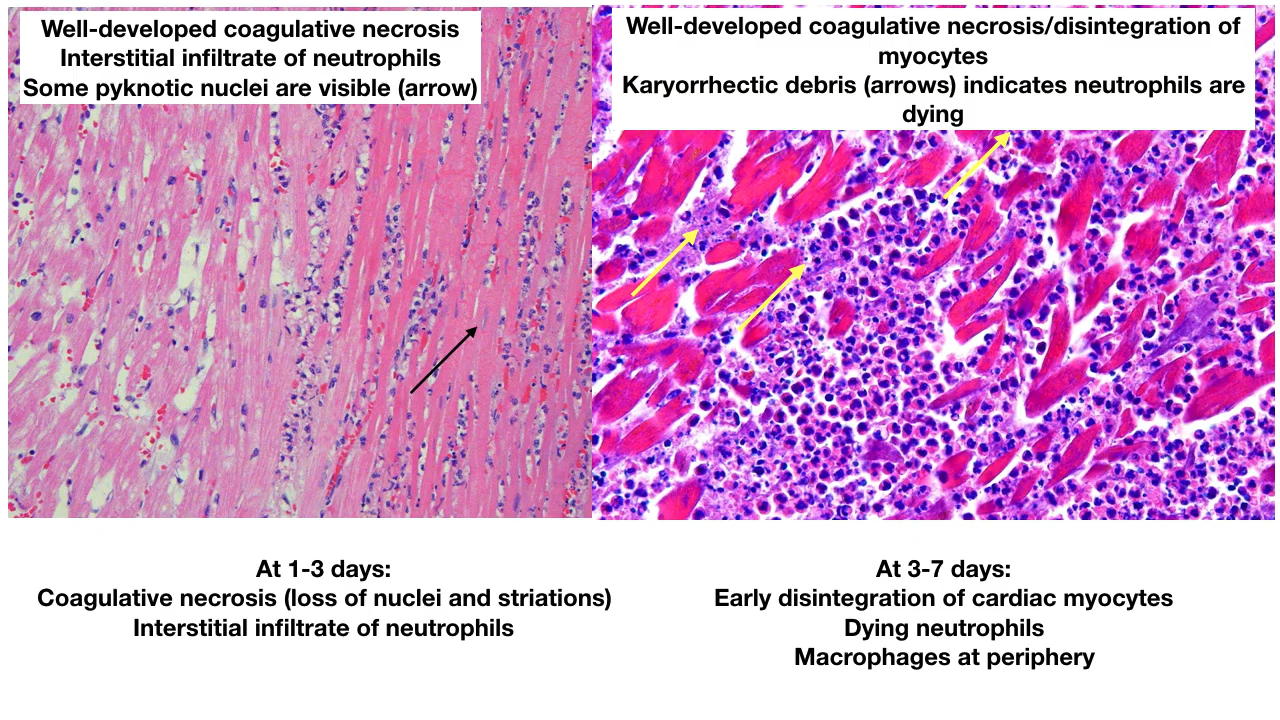 Well-developed coagulative necrosis
Interstitial infiltrate of neutrophils
Some pyknotic nuclei are visible (arrow)
Well-developed coagulative necrosis/disintegration of
myocytes
Karyorrhectic debris (arrows) indicates neutrophils are
dying
At 1-3 days:
Coagulative necrosis (loss of nuclei and striations)
Interstitial infiltrate of neutrophils
At 3-7 days:
Early disintegration of cardiac myocytes
Dying neutrophils
Macrophages at periphery